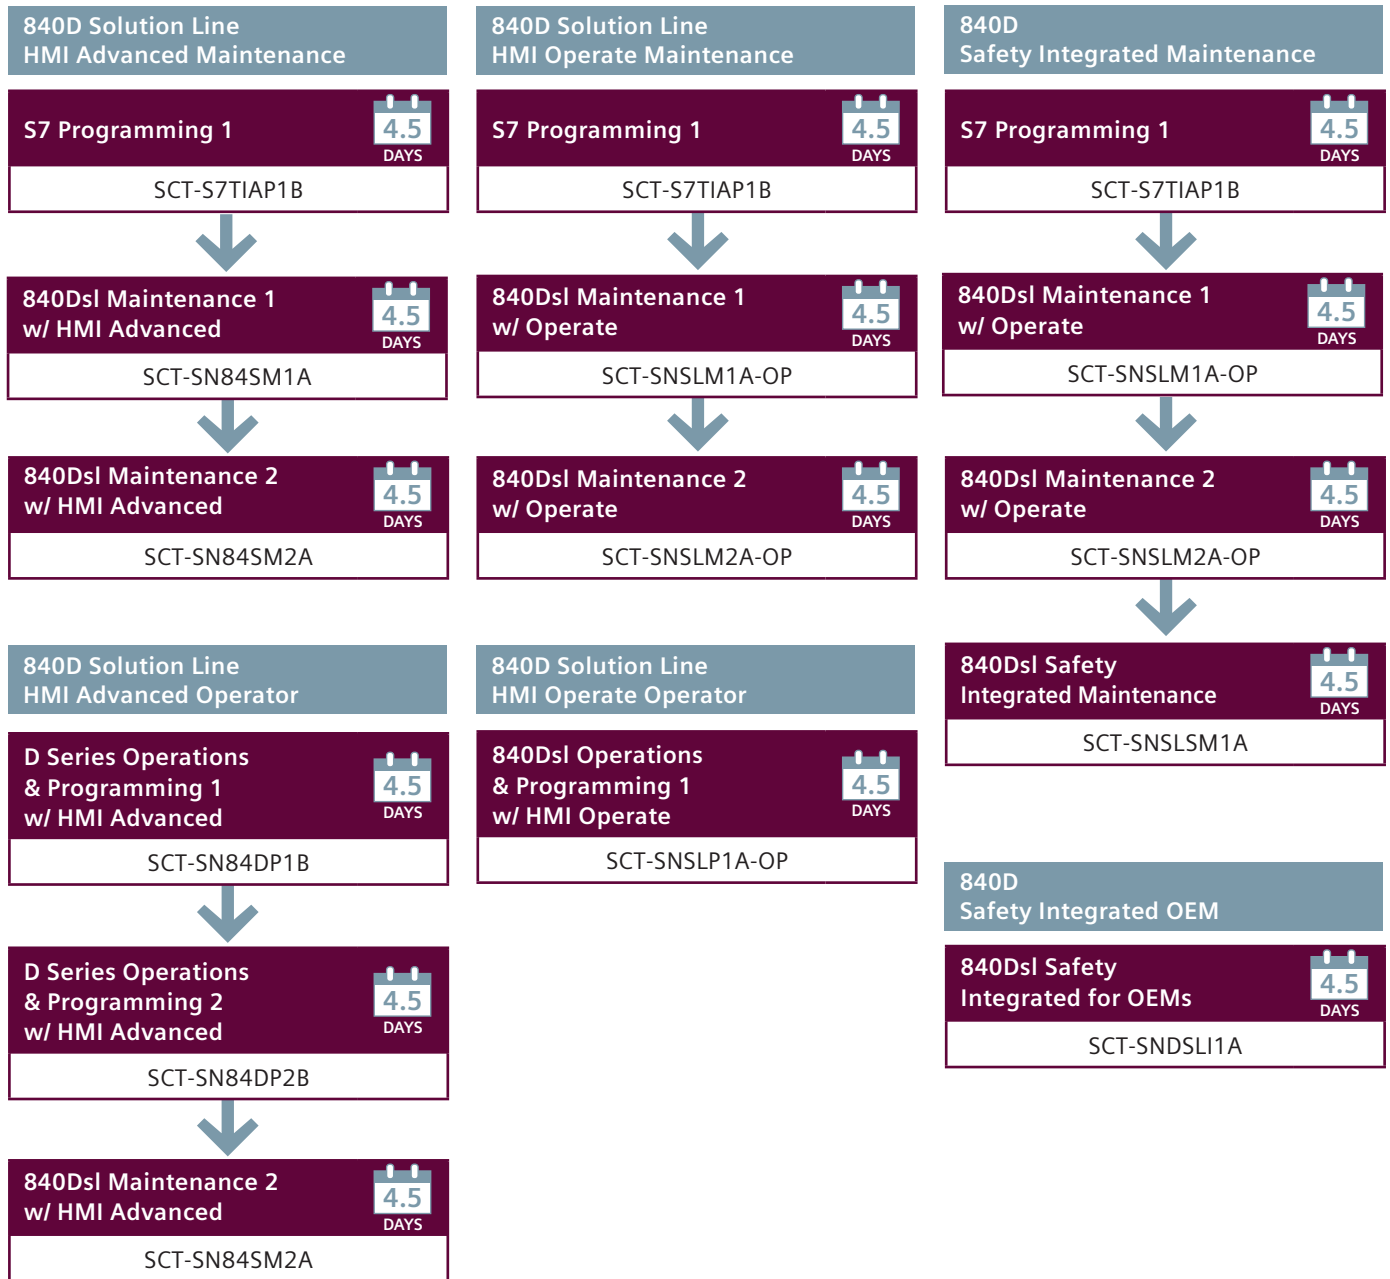 840D Solution Line
HMI Advanced Maintenance
S7 Programming 1
4.5
DAYS
SCT-S7TIAP1B
840Dsl Maintenance 1
w/ HMI Advanced
4.5
DAYS
SCT-SN84SM1A
840Dsl Maintenance 2
w/ HMI Advanced
4.5
DAYS
SCT-SN84SM2A
840D Solution Line
HMI Operate Maintenance
S7 Programming 1
4.5
DAYS
SCT-S7TIAP1B
840Dsl Maintenance 1
w/ Operate
4.5
DAYS
SCT-SNSLM1A-OP
840Dsl Maintenance 2
w/ Operate
4.5
DAYS
SCT-SNSLM2A-OP
840D
Safety Integrated Maintenance
S7 Programming 1
4.5
DAYS
SCT-S7TIAP1B
840Dsl Maintenance 1
w/ Operate
4.5
DAYS
SCT-SNSLM1A-OP
840Dsl Maintenance 2
w/ Operate
4.5
DAYS
SCT-SNSLM2A-OP
840Dsl Safety
Integrated Maintenance
4.5
DAYS
SCT-SNSLSM1A
840D Solution Line
HMI Advanced Operator
D Series Operations
& Programming 1
w/ HMI Advanced
4.5
DAYS
SCT-SN84DP1B
D Series Operations
& Programming 2
w/ HMI Advanced
4.5
DAYS
SCT-SN84DP2B
840Dsl Maintenance 2
w/ HMI Advanced
4.5
DAYS
SCT-SN84SM2A
840D Solution Line
HMI Operate Operator
840Dsl Operations
& Programming 1
w/ HMI Operate
4.5
DAYS
SCT-SNSLP1A-OP
840D
Safety Integrated OEM
840Dsl Safety
Integrated for OEMs
4.5
DAYS
SCT-SNDSLI1A